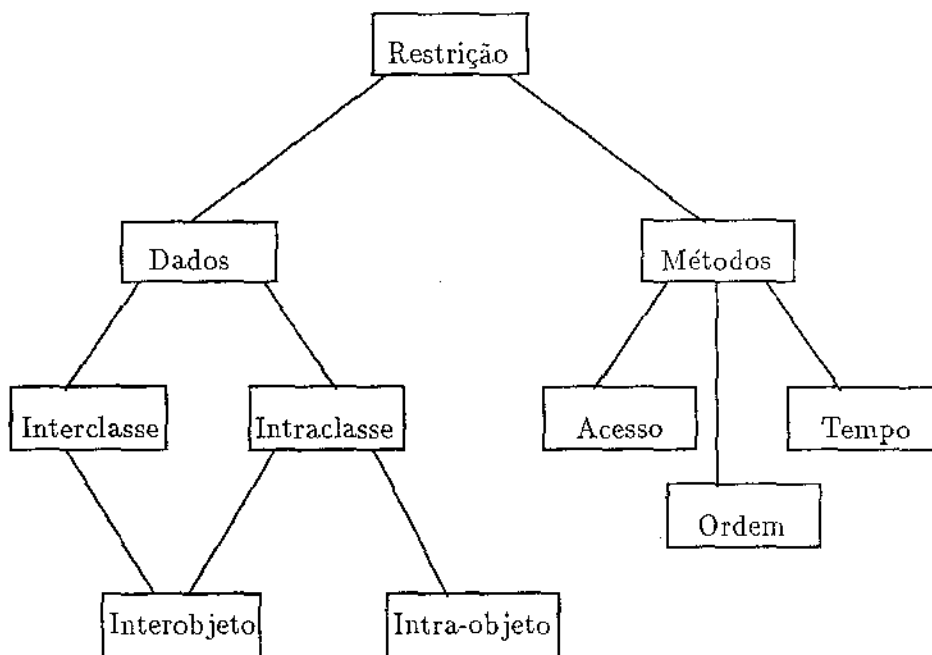 Restrição
Dados
Métodos
Interclasse
Intraclasse
Acesso
Tempo
Ordem
Interobjeto
Intra-objeto